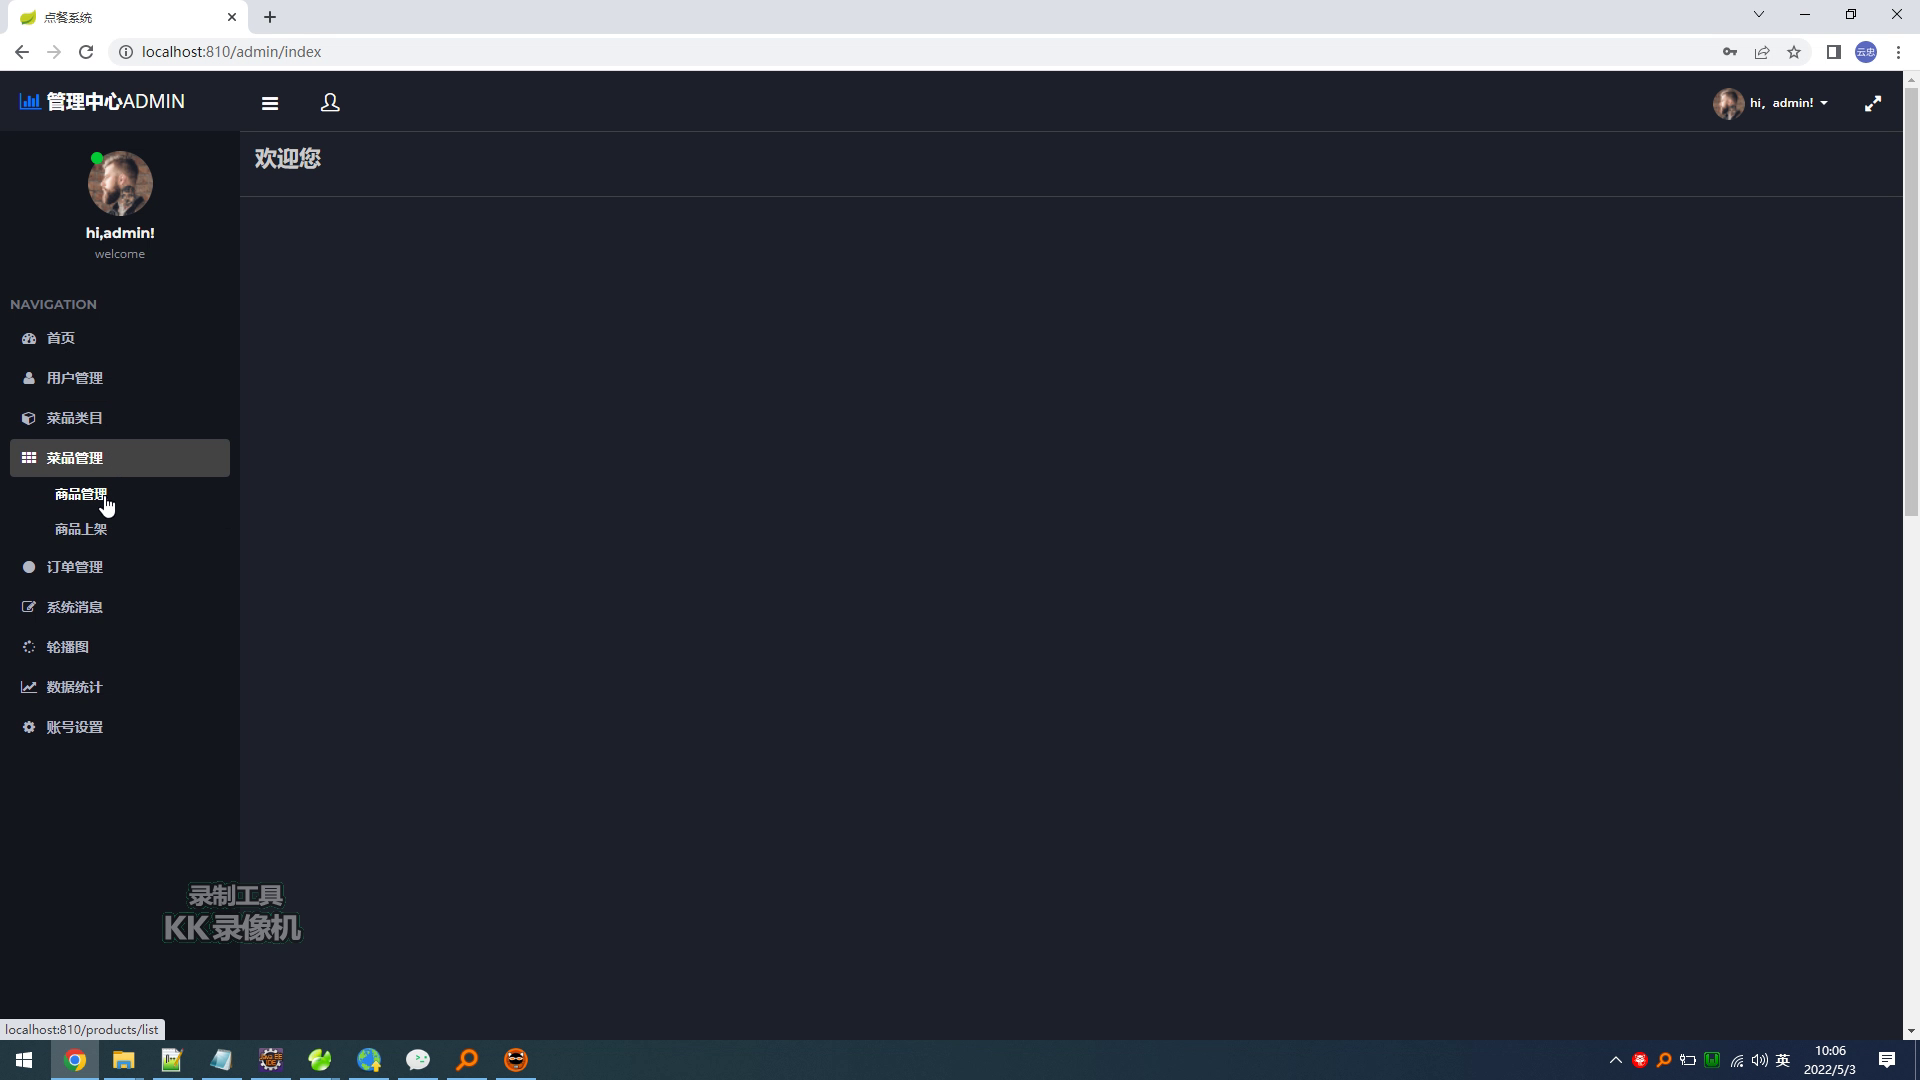 点餐系统
localhost:810/admin/index
云忠
管理中心ADMIN
hi, admin!
欢迎您
hi,admin!
welcome
NAVIGATION
首页
用户管理
菜品类目
菜品管理
商品管理
商品上架
订单管理
系统消息
轮播图
数据统计
账号设置
录制工具
KK录像机
localhost:810/products/list
英
10:06
2022/5/3